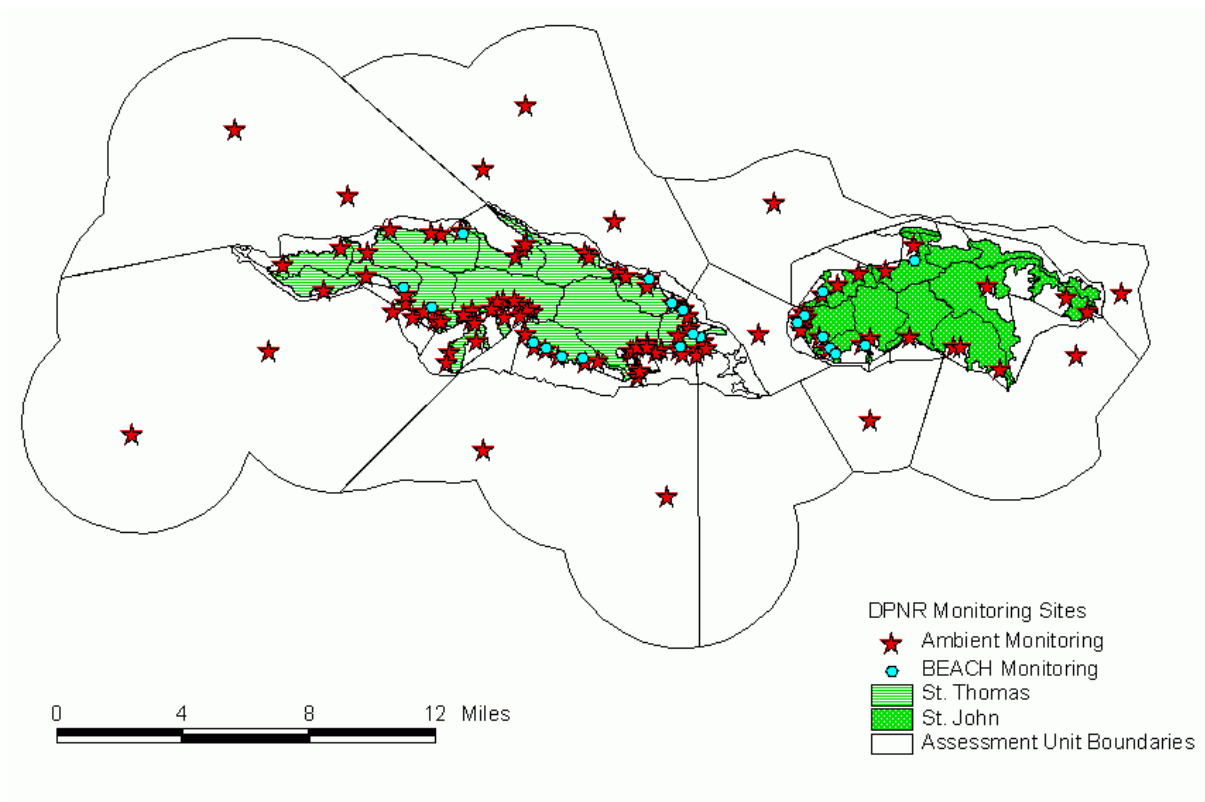 DPNR Monitoring Sites
Ambient Monitoring
BEACH Monitoring
St. Thomas
St. John
Assessment Unit Boundaries
0 4 8 12 Miles